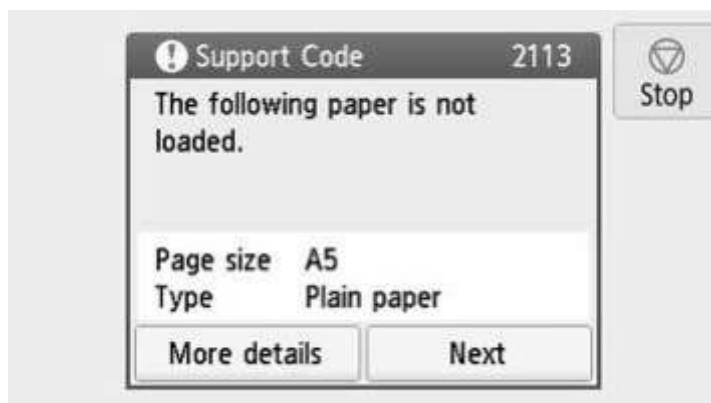 Support Code 2113
Stop
The following paper is not
loaded.
Page size A5
Type Plain paper
More details Next